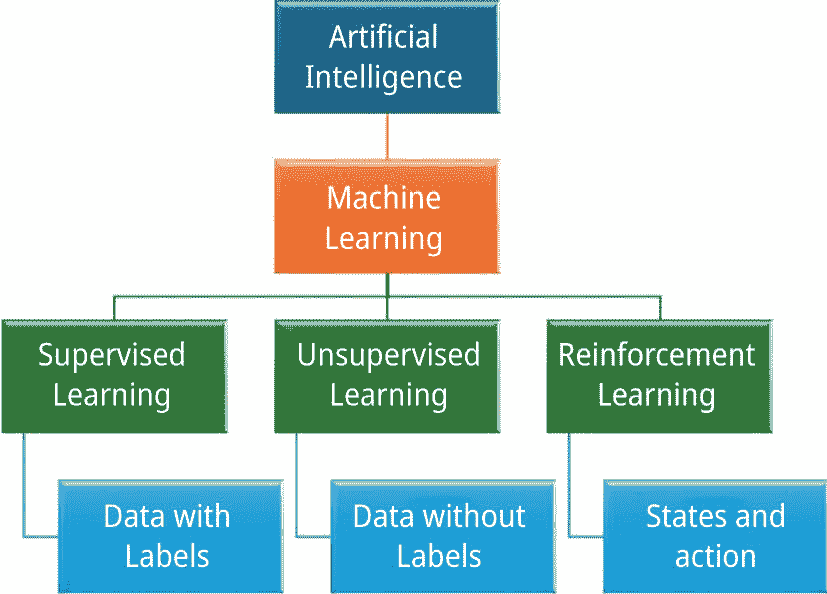 Artificial
Intelligence
Machine
Learning
Supervised
Learning
Unsupervised
Learning
Reinforcement
Learning
Data with
Labels
Data without
Labels
States and
action